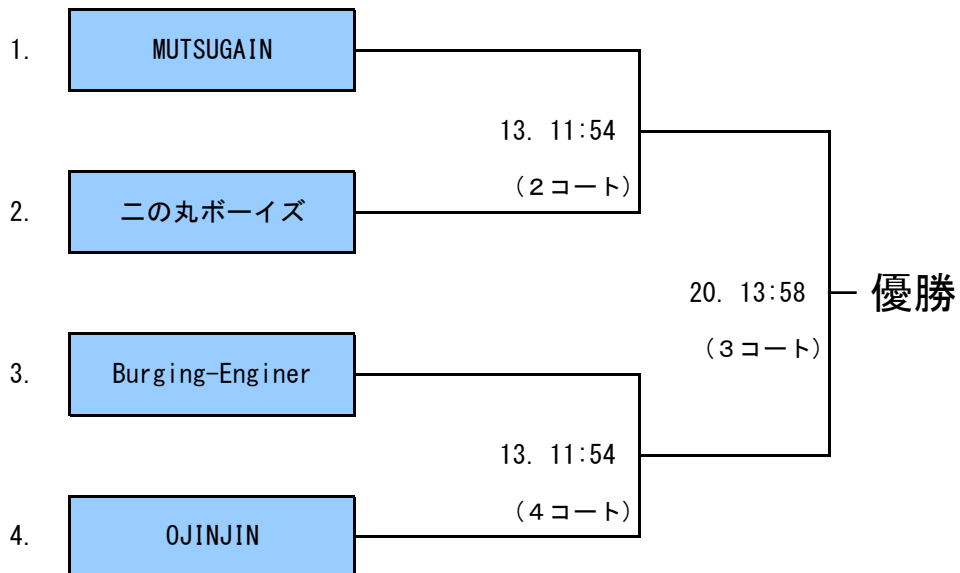 1. MUTSUGAIN
13. 11:54
(2コート)
2. 二の丸ボーイズ
20. 13:58
優勝
(3コート)
3. Burging-Enginer
13. 11:54
(4コート)
4. OJINJIN